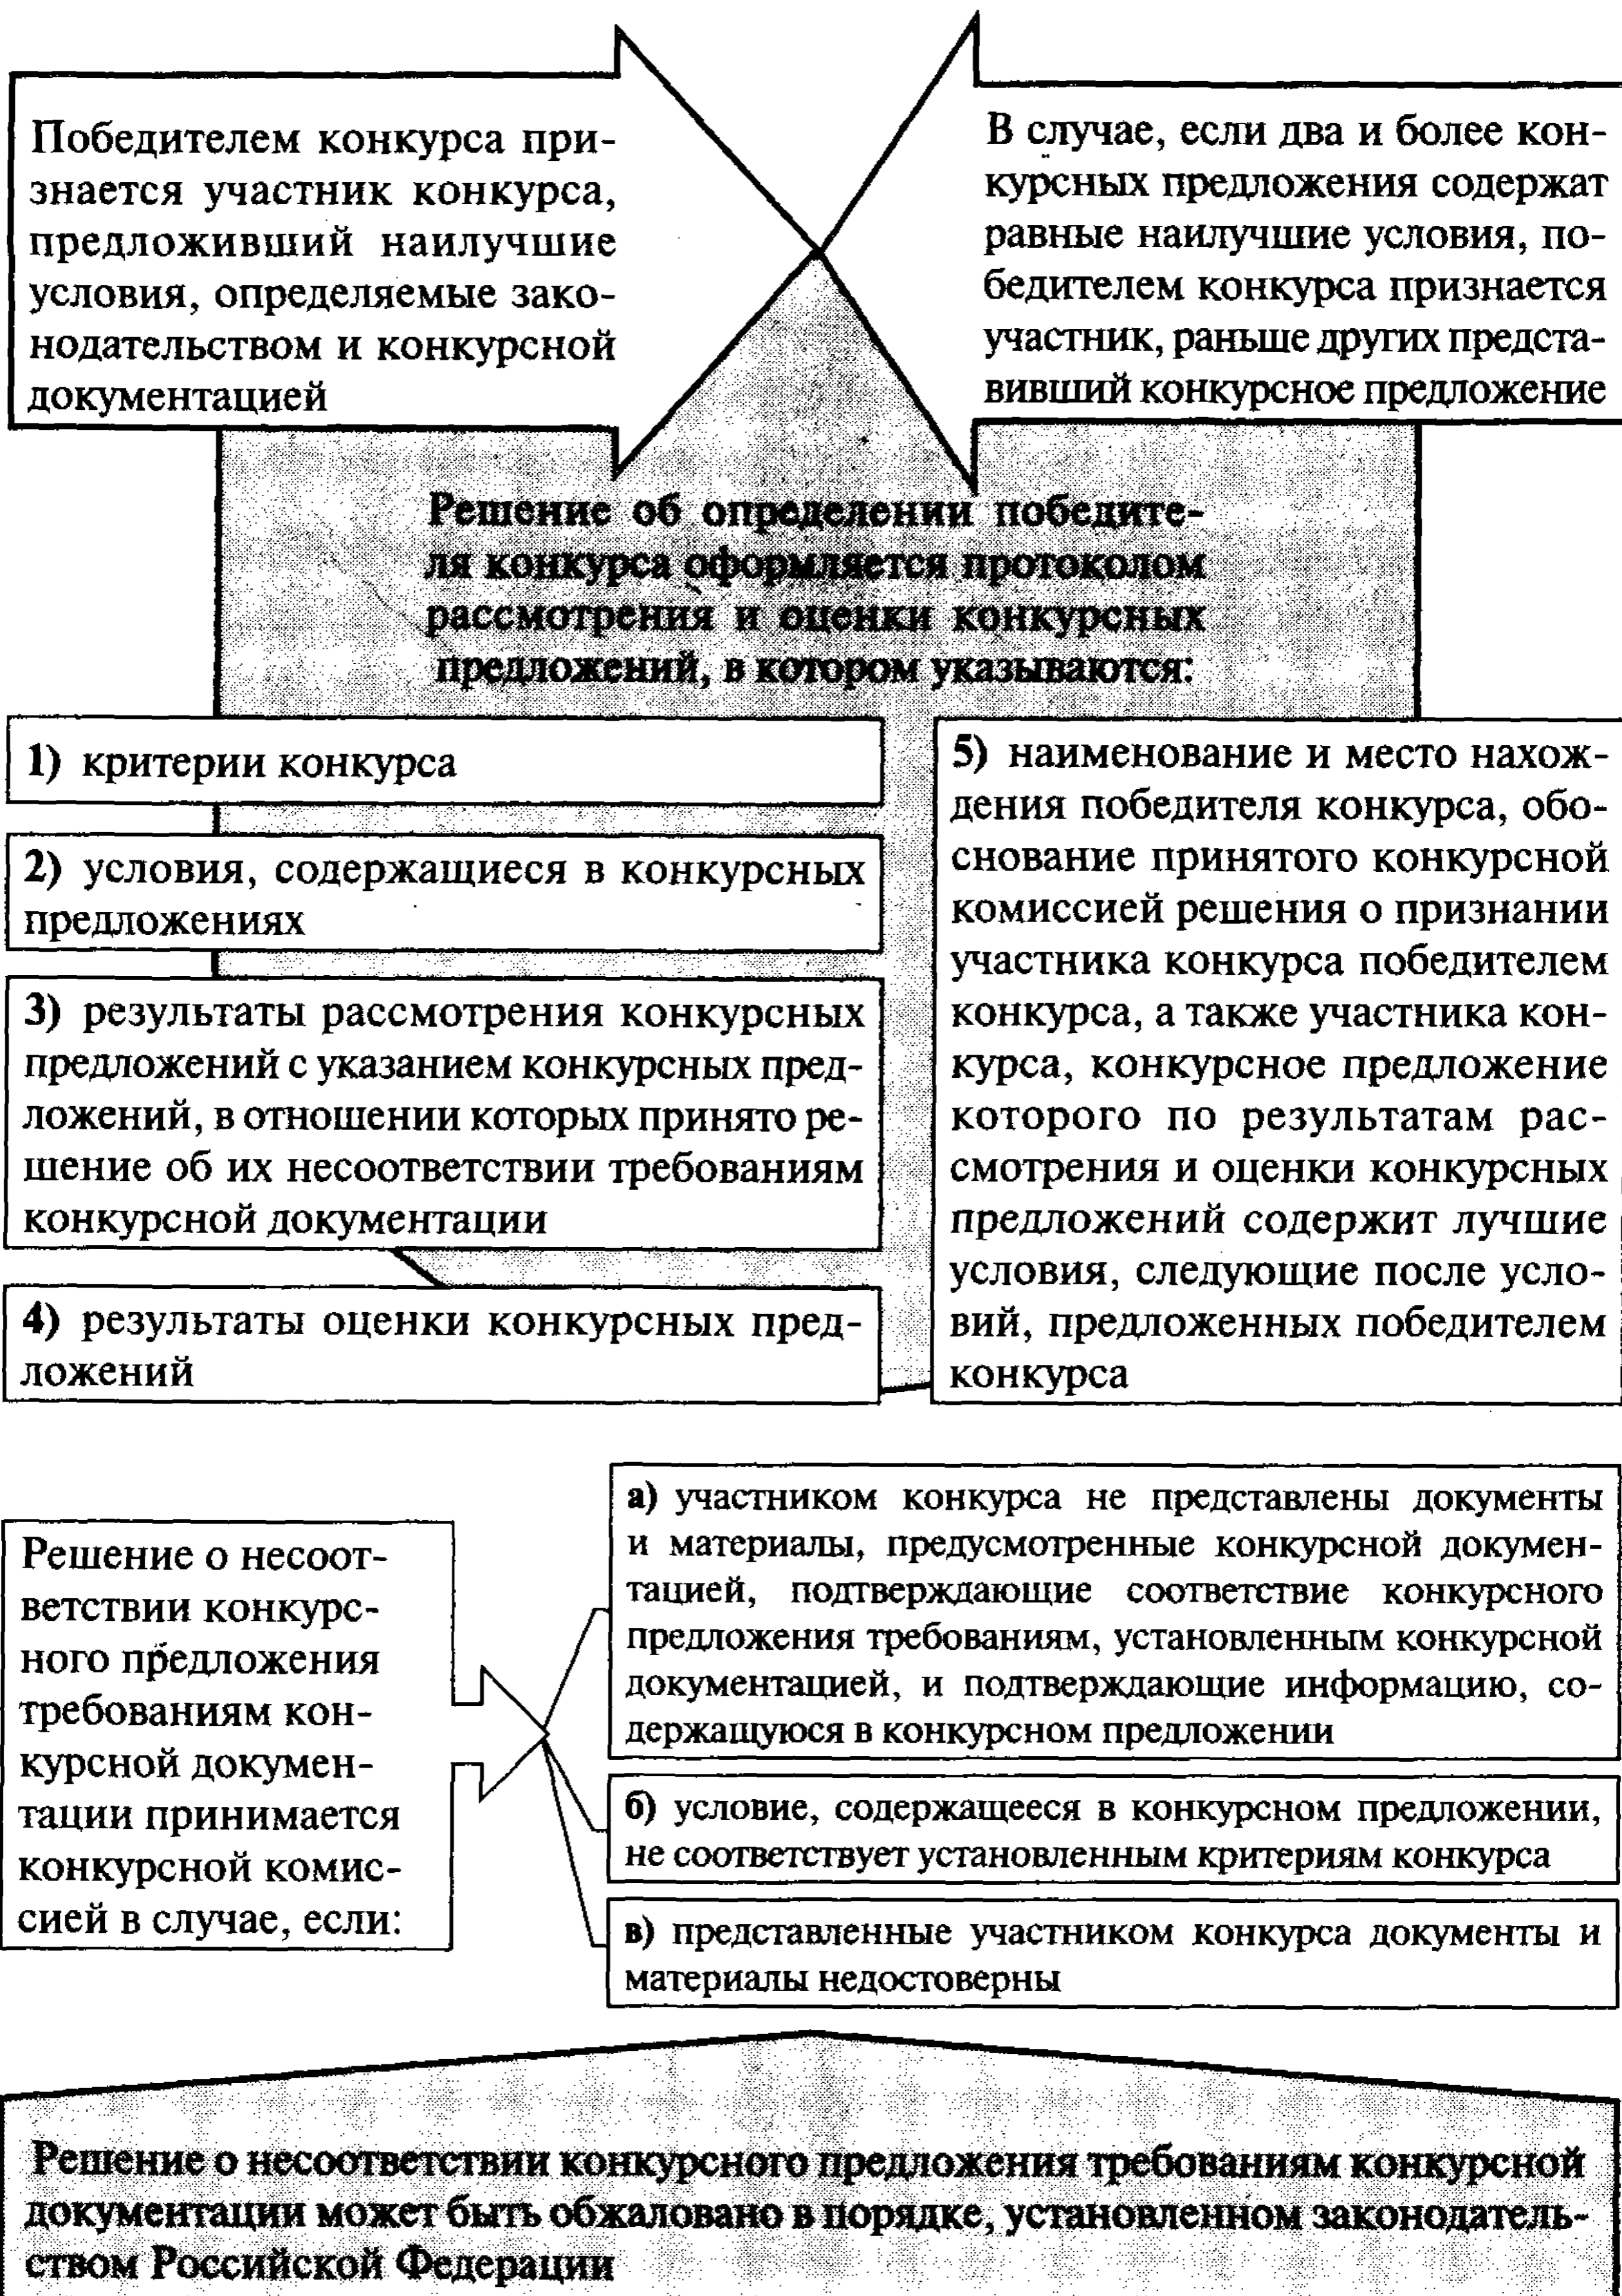 Победителем конкурса при-
знается участник конкурса,
предложивший наилучшие
условия, определяемые зако-
нодательством и конкурсной
документацией
В случае, если два и более кон-
курсных предложения содержат
равные наилучшие условия, по-
бедителем конкурса признается
участник, раньше других предста-
вивший конкурсное предложение
Решение об определении победите-
ля конкурса оформляется протоколом
рассмотрения и оценки конкурсных
предложений, в котором указываются:
1) критерии конкурса
2) условия, содержащиеся в конкурсных
предложениях
3) результаты рассмотрения конкурсных
предложений с указанием конкурсных пред-
ложений, в отношении которых принято ре-
шение об их несоответствии требованиям
конкурсной документации
4) результаты оценки конкурсных пред-
ложений
5) наименование и место нахож-
дения победителя конкурса, обо-
снование принятого конкурсной
комиссией решения о признании
участника конкурса победителем
конкурса, а также участника кон-
курса, конкурсное предложение
которого по результатам рас-
смотрения и оценки конкурсных
предложений содержит лучшие
условия, следующие после усло-
вий, предложенных победителем
конкурса
Решение о несоот-
ветствии конкурс-
ного предложения
требованиям кон-
курсной докумен-
тации принимается
конкурсной комис-
сией в случае, если:
а) участником конкурса не представлены документы
и материалы, предусмотренные конкурсной докумен-
тацией, подтверждающие соответствие конкурсного
предложения требованиям, установленным конкурсной
документацией, и подтверждающие информацию, со-
держащуюся в конкурсном предложении
б) условие, содержащееся в конкурсном предложении,
не соответствует установленным критериям конкурса
в) представленные участником конкурса документы и
материалы недостоверны
Решение о несоответствии конкурсного предложения требованиям конкурсной
документации может быть обжаловано в порядке, установленном законодатель-
ством Российской Федерации